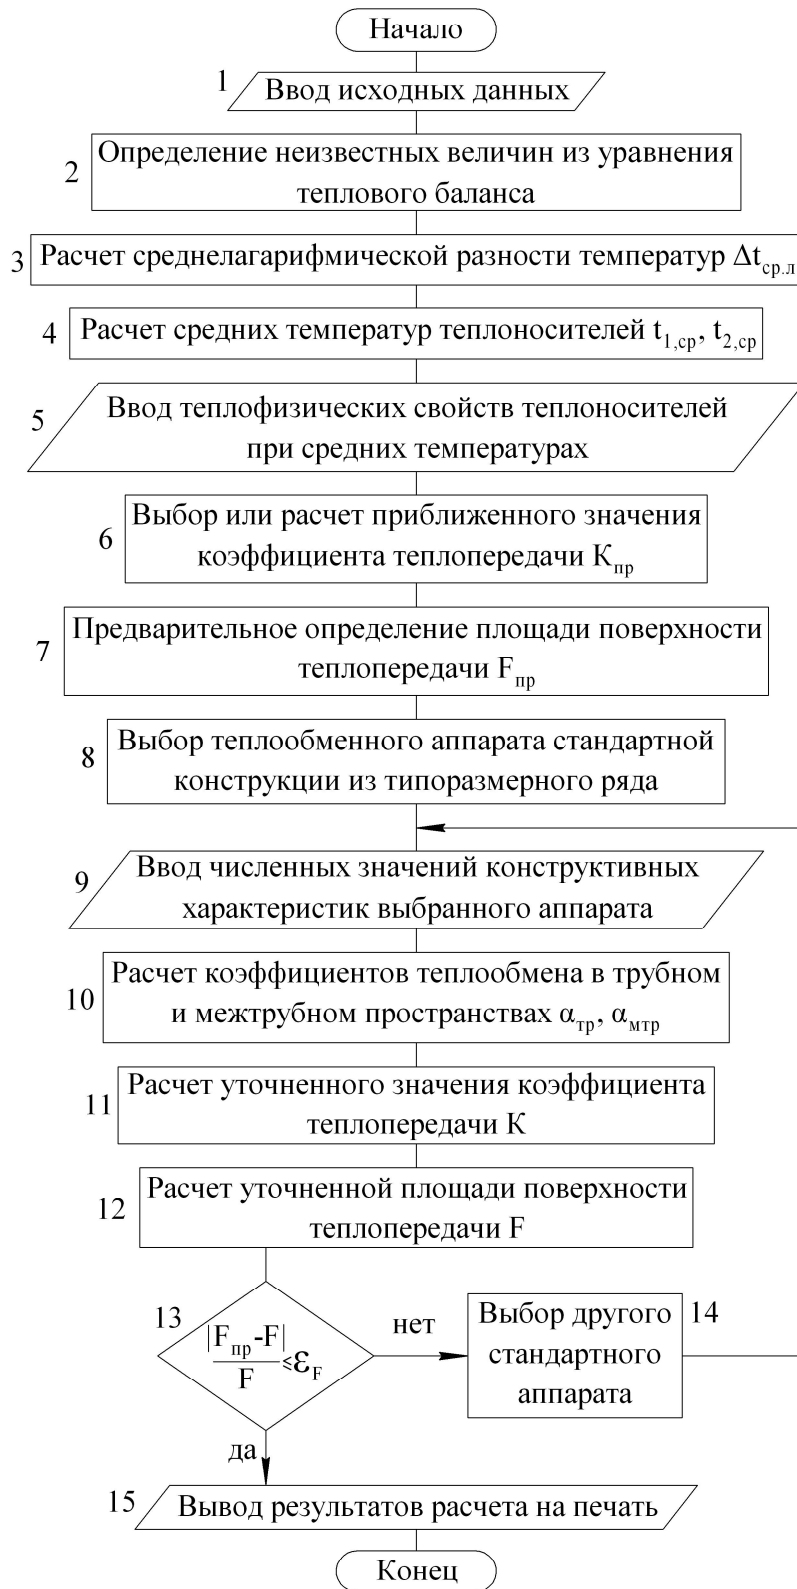 Начало
1 Ввод исходных данных
2 Определение неизвестных величин из уравнения
теплового баланса
3 Расчет среднелагарифмической разности температур Δtср.л
4 Расчет средних температур теплоносителей t1,ср, t2,ср
5 Ввод теплофизических свойств теплоносителей
при средних температурах
6 Выбор или расчет приближенного значения
коэффициента теплопередачи Кпр
7 Предварительное определение площади поверхности
теплопередачи Fпр
8 Выбор теплообменного аппарата стандартной
конструкции из типоразмерного ряда
9 Ввод численных значений конструктивных
характеристик выбранного аппарата
10 Расчет коэффициентов теплообмена в трубном
и межтрубном пространствах αтр, αмтр
11 Расчет уточненного значения коэффициента
теплопередачи К
12 Расчет уточненной площади поверхности
теплопередачи F
13
|Fпр-F|
F
≤εF
нет
Выбор другого 14
стандартного
аппарата
да
15 Вывод результатов расчета на печать
Конец